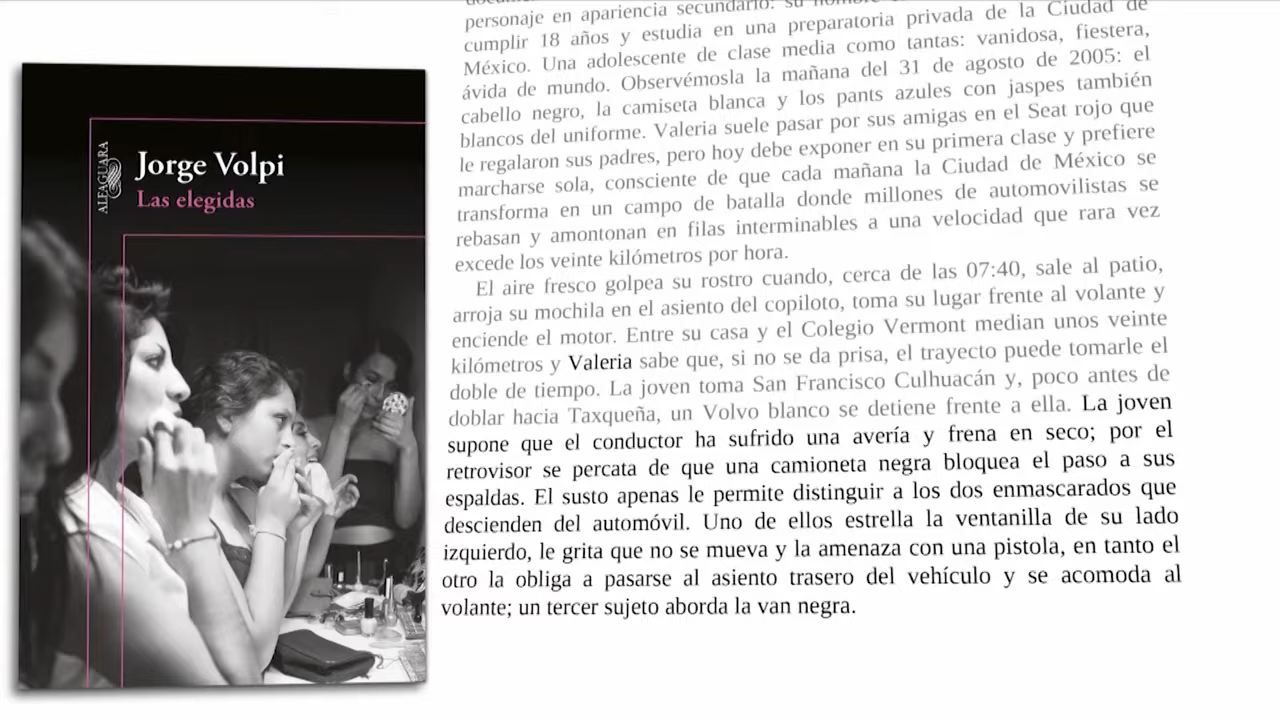 ALFAGUARA
Jorge Volpi
Las elegidas
personaje en apariencia secundario: su
cumplir 18 años y estudia en una preparatoria privada de la Ciudad de
México. Una adolescente de clase media como tantas: vanidosa, fiestera,
ávida de mundo. Observémosla la mañana del 31 de agosto de 2005: el
cabello negro, la camiseta blanca y los pants azules con jaspes también
blancos del uniforme. Valeria suele pasar por sus amigas en el Seat rojo que
le regalaron sus padres, pero hoy debe exponer en su primera clase y prefiere
marcharse sola, consciente de que cada mañana la Ciudad de México se
transforma en un campo de batalla donde millones de automovilistas se
rebasan y amontonan en filas interminables a una velocidad que rara vez
excede los veinte kilómetros por hora.
El aire fresco golpea su rostro cuando, cerca de las 07:40, sale al patio,
arroja su mochila en el asiento del copiloto, toma su lugar frente al volante y
enciende el motor. Entre su casa y el Colegio Vermont median unos veinte
kilómetros y Valeria sabe que, si no se da prisa, el trayecto puede tomarle el
doble de tiempo. La joven toma San Francisco Culhuacán y, poco antes de
doblar hacia Taxqueña, un Volvo blanco se detiene frente a ella. La joven
supone que el conductor ha sufrido una avería y frena en seco; por el
retrovisor se percata de que una camioneta negra bloquea el paso a sus
espaldas. El susto apenas le permite distinguir a los dos enmascarados que
descienden del automóvil. Uno de ellos estrella la ventanilla de su lado
izquierdo, le grita que no se mueva y la amenaza con una pistola, en tanto el
otro la obliga a pasarse al asiento trasero del vehículo y se acomoda al
volante; un tercer sujeto aborda la van negra.